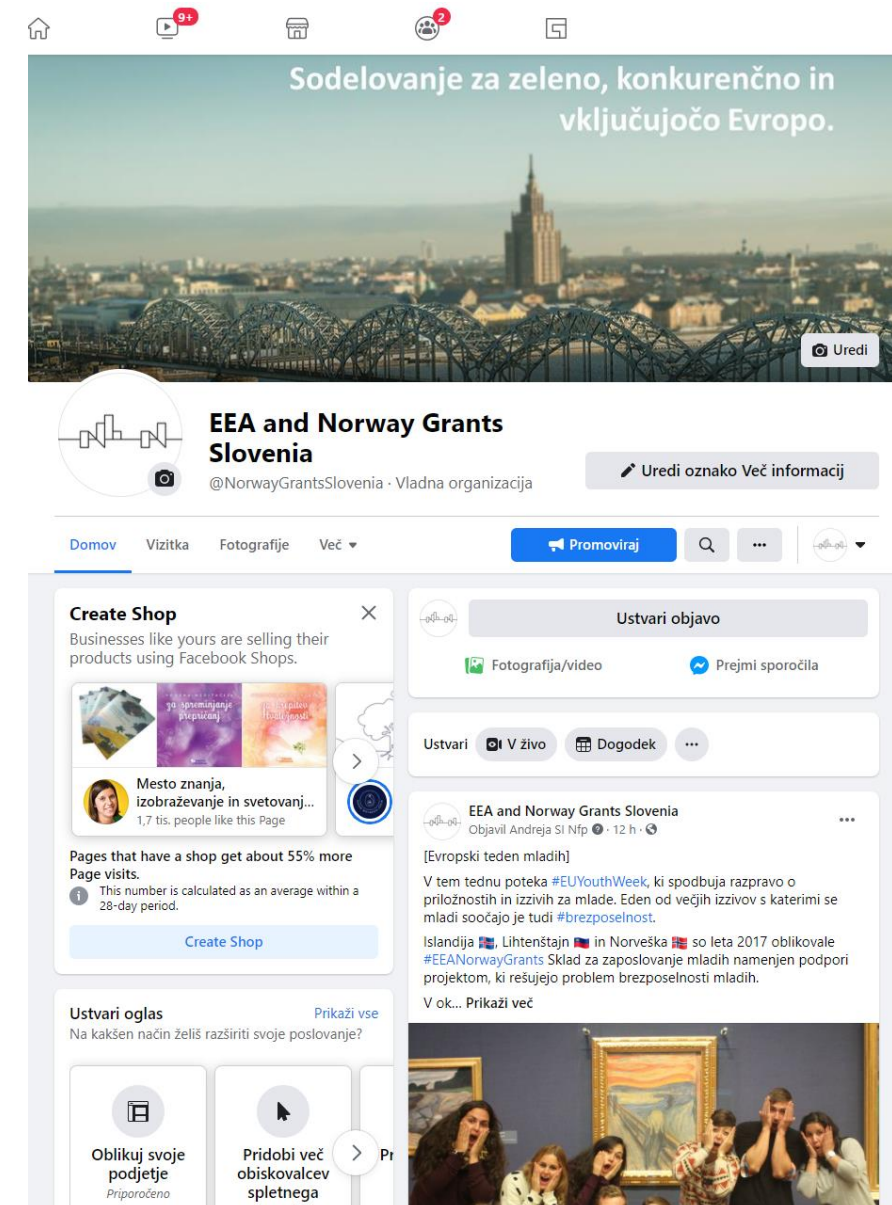 9+
2
Sodelovanje za zeleno, konkurenčno in
vključujočo Evropo.
Uredi
EEA and Norway Grants
Slovenia
@NorwayGrantsSlovenia · Vladna organizacija
Uredi oznako Več informacij
Domov
Vizitka
Fotografije
Več
Promoviraj
Create Shop
Businesses like yours are selling their
products using Facebook Shops.
za spreminjanje
prepričanj
Mesto znanja,
izobraževanje in svetovanj...
1,7 tis. people like this Page
Pages that have a shop get about 55% more
Page visits.
This number is calculated as an average within a
28-day period.
Create Shop
Ustvari oglas
Prikaži vse
Na kakšen način želiš razširiti svoje poslovanje?
Oblikuj svoje
podjetje
Priporočeno
Pridobi več
obiskovalcev
spletnega
Pr
Ustvari objavo
Fotografija/video
Prejmi sporočila
Ustvari
V živo
Dogodek
EEA and Norway Grants Slovenia
Objavil Andreja SI Nfp · 12 h ·
[Evropski teden mladih]
V tem tednu poteka #EUYouthWeek, ki spodbuja razpravo o
priložnostih in izzivih za mlade. Eden od večjih izzivov s katerimi se
mladi soočajo je tudi #brezposelnost.
Islandija 🇮🇸, Lihtenštajn 🇱🇮 in Norveška 🇳🇴 so leta 2017 oblikovale
#EEANorwayGrants Sklad za zaposlovanje mladih namenjen podpori
projektom, ki rešujejo problem brezposelnosti mladih.
V ok... Prikaži več